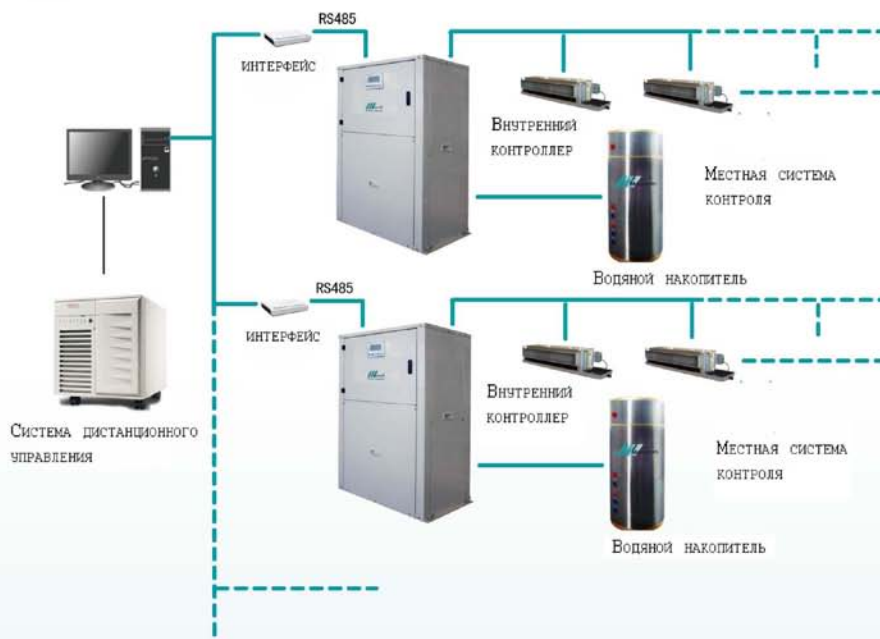 RS485
ИНТЕРФЕЙС
ВНУТРЕННИЙ
КОНТРОЛЛЕР
МЕСТНАЯ СИСТЕМА
КОНТРОЛЯ
ВОДЯНОЙ НАКОПИТЕЛЬ
RS485
ИНТЕРФЕЙС
ВНУТРЕННИЙ
КОНТРОЛЛЕР
СИСТЕМА ДИСТАНЦИОННОГО
УПРАВЛЕНИЯ
МЕСТНАЯ СИСТЕМА
КОНТРОЛЯ
ВОДЯНОЙ НАКОПИТЕЛЬ